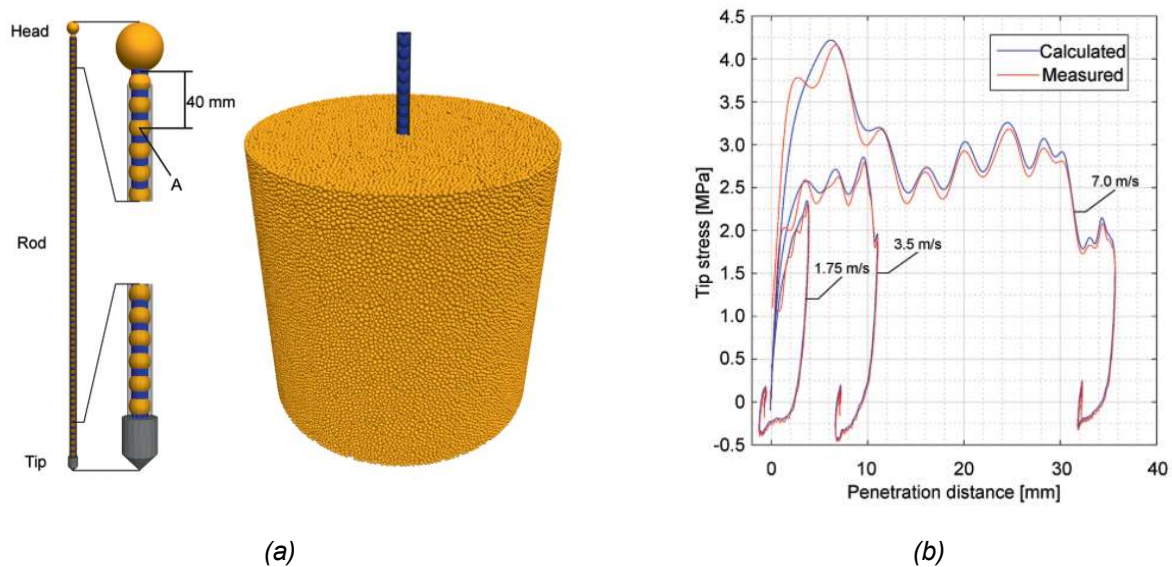 Head
40 mm
A
Rod
Tip
(a)
Tip stress [MPa]
4.5
4.25
4.0
3.5
3.0
2.5
2.0
1.5
1.0
0.5
0
-0.5
Calculated
Measured
7.0 m/s
3.5 m/s
1.75 m/s
0
10
20
30
40
Penetration distance [mm]
(b)